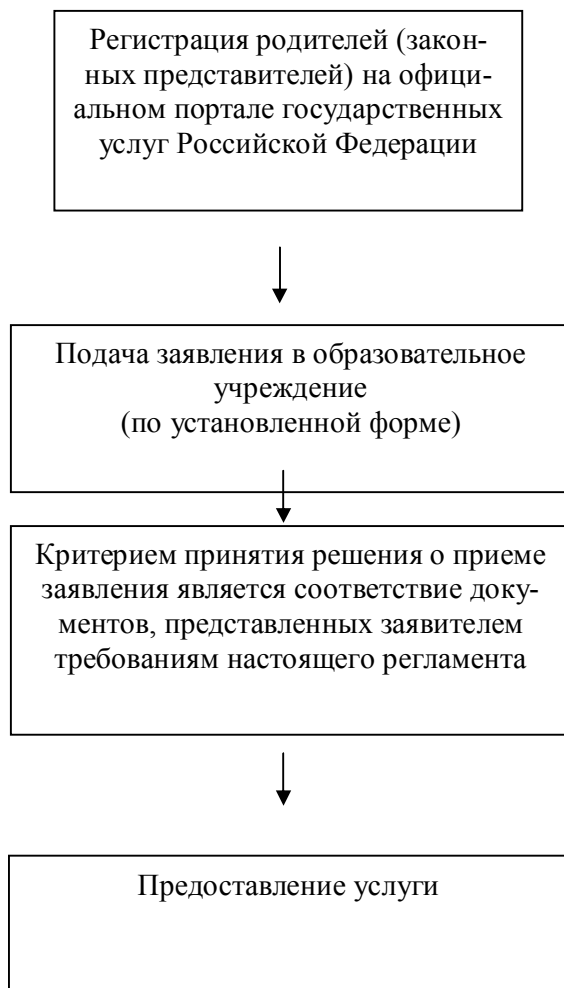 Регистрация родителей (закон-
ных представителей) на офици-
альном портале государственных
услуг Российской Федерации
Подача заявления в образовательное
учреждение
(по установленной форме)
Критерием принятия решения о приеме
заявления является соответствие доку-
ментов, представленных заявителем
требованиям настоящего регламента
Предоставление услуги